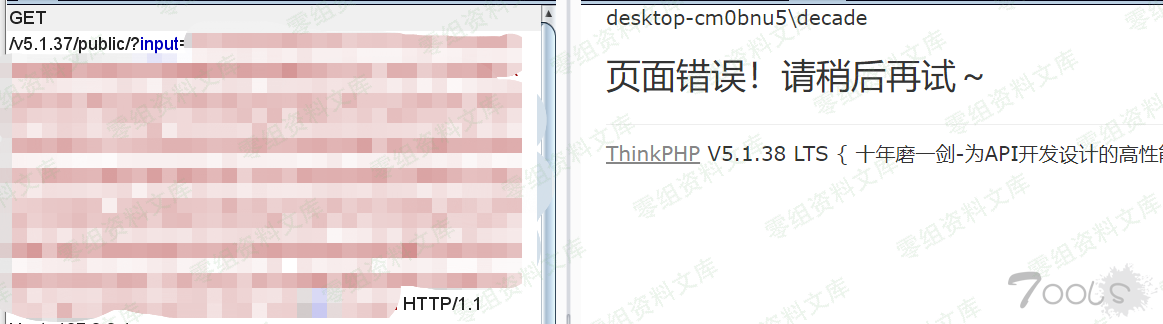 GET
/v5.1.37/public/?input=
HTTP/1.1
desktop-cm0bnu5\decade
页面错误！请稍后再试～
ThinkPHP V5.1.38 LTS { 十年磨一剑-为API开发设计的高性
零组资料文库
7ools